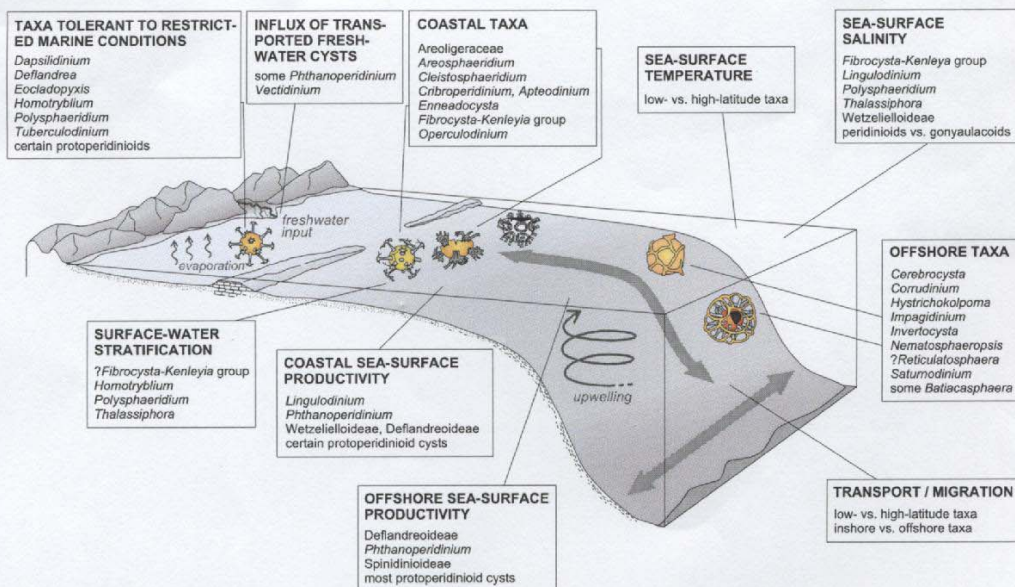 TAXA TOLERANT TO RESTRICT-
ED MARINE CONDITIONS
Dapsilidinium
Deflandrea
Eocladopyxis
Homotryblium
Polysphaeridium
Tuberculodinium
certain protoperidinioids
INFLUX OF TRANS-
PORTED FRESH-
WATER CYSTS
some Phthanoperidinium
Vectidinium
COASTAL TAXA
Areoligeraceae
Areosphaeridium
Cleistosphaeridium
Cribroperidinium, Apteodinium
Enneadocysta
Fibrocysta-Kenleyia group
Operculodinium
SEA-SURFACE
TEMPERATURE
low- vs. high-latitude taxa
SEA-SURFACE
SALINITY
Fibrocysta-Kenleya group
Lingulodinium
Polysphaeridium
Thalassiphora
Wetzelielloideae
peridinioids vs. gonyaulacoids
freshwater
input
evaporation
OFFSHORE TAXA
Cerebrocysta
Corrudinium
Hystrichokolpoma
Impagidinium
Invertocysta
Nematosphaeropsis
?Reticulatosphaera
Saturnodinium
some Batiacasphaera
SURFACE-WATER
STRATIFICATION
?Fibrocysta-Kenleyia group
Homotryblium
Polysphaeridium
Thalassiphora
COASTAL SEA-SURFACE
PRODUCTIVITY
Lingulodinium
Phthanoperidinium
Wetzelielloideae, Deflandreoideae
certain protoperidinioid cysts
upwelling
OFFSHORE SEA-SURFACE
PRODUCTIVITY
Deflandreoideae
Phthanoperidinium
Spinidinioideae
most protoperidinioid cysts
TRANSPORT / MIGRATION
low- vs. high-latitude taxa
inshore vs. offshore taxa